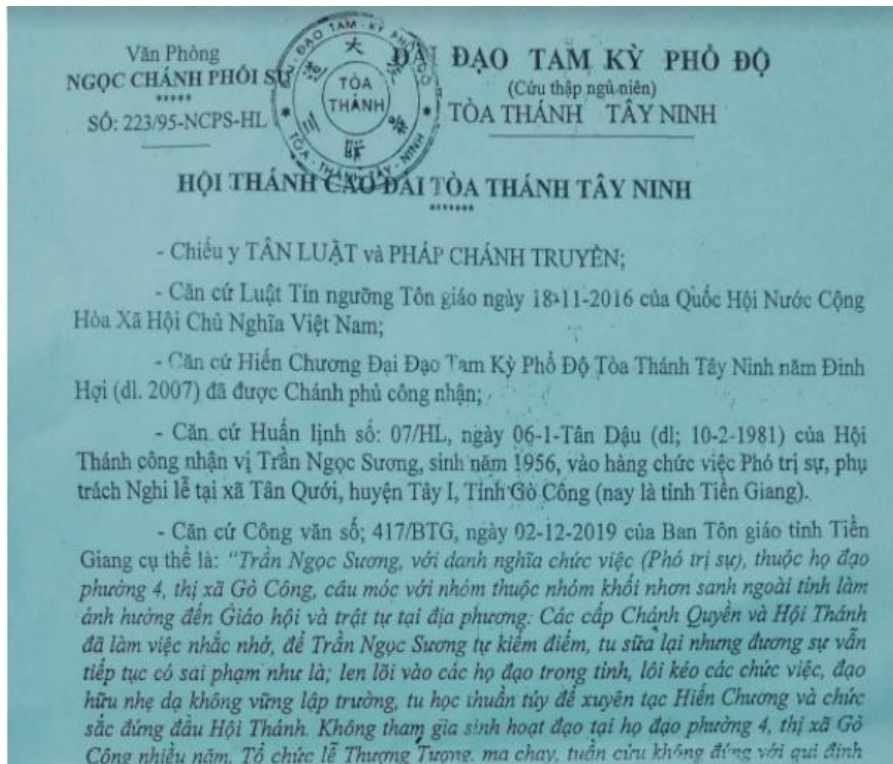 Văn Phòng
NGỌC CHÁNH PHỐI SƯ
*****
SỐ: 223/95-NCPS-HL
ĐẠI ĐẠO TAM KỲ PHỔ ĐỘ
(Cửu thập ngũ niên)
TÒA THÁNH TÂY NINH
TÒA
THÁNH
TÒA - THÁNH TÂY - NINH
HỘI THÁNH CAO ĐÀI TÒA THÁNH TÂY NINH
*******
- Chiếu y TÂN LUẬT và PHÁP CHÁNH TRUYỀN;
- Căn cứ Luật Tín ngưỡng Tôn giáo ngày 18-11-2016 của Quốc Hội Nước Cộng
Hòa Xã Hội Chủ Nghĩa Việt Nam;
- Căn cứ Hiến Chương Đại Đạo Tam Kỳ Phổ Độ Tòa Thánh Tây Ninh năm Đinh
Hợi (dl. 2007) đã được Chánh phủ công nhận;
- Căn cứ Huấn lịnh số: 07/HL, ngày 06-1-Tân Dậu (dl; 10-2-1981) của Hội
Thánh công nhận vị Trần Ngọc Sương, sinh năm 1956, vào hàng chức việc Phó trị sự, phụ
trách Nghi lễ tại xã Tân Qưới, huyện Tây I, Tỉnh Gò Công (nay là tỉnh Tiền Giang).
- Căn cứ Công văn số; 417/BTG, ngày 02-12-2019 của Ban Tôn giáo tỉnh Tiền
Giang cụ thể là: "Trần Ngọc Sương, với danh nghĩa chức việc (Phó trị sự), thuộc họ đạo
phường 4, thị xã Gò Công, câu móc với nhóm thuộc nhóm khối nhơn sanh ngoài tỉnh làm
ảnh hưởng đến Giáo hội và trật tự tại địa phương: Các cấp Chánh Quyền và Hội Thánh
đã làm việc nhắc nhở, để Trần Ngọc Sương tự kiểm điểm, tu sữa lại nhưng đương sự vẫn
tiếp tục có sai phạm như là; len lõi vào các họ đạo trong tỉnh, lôi kéo các chức việc, đạo
hữu nhẹ dạ không vững lập trường, tu học thuần túy để xuyên tạc Hiến Chương và chức
sắc đứng đầu Hội Thánh. Không tham gia sinh hoạt đạo tại họ đạo phường 4, thị xã Gò
Công nhiều năm. Tổ chức lễ Thượng Tượng, ma chay, tuần cửu không đúng với qui định